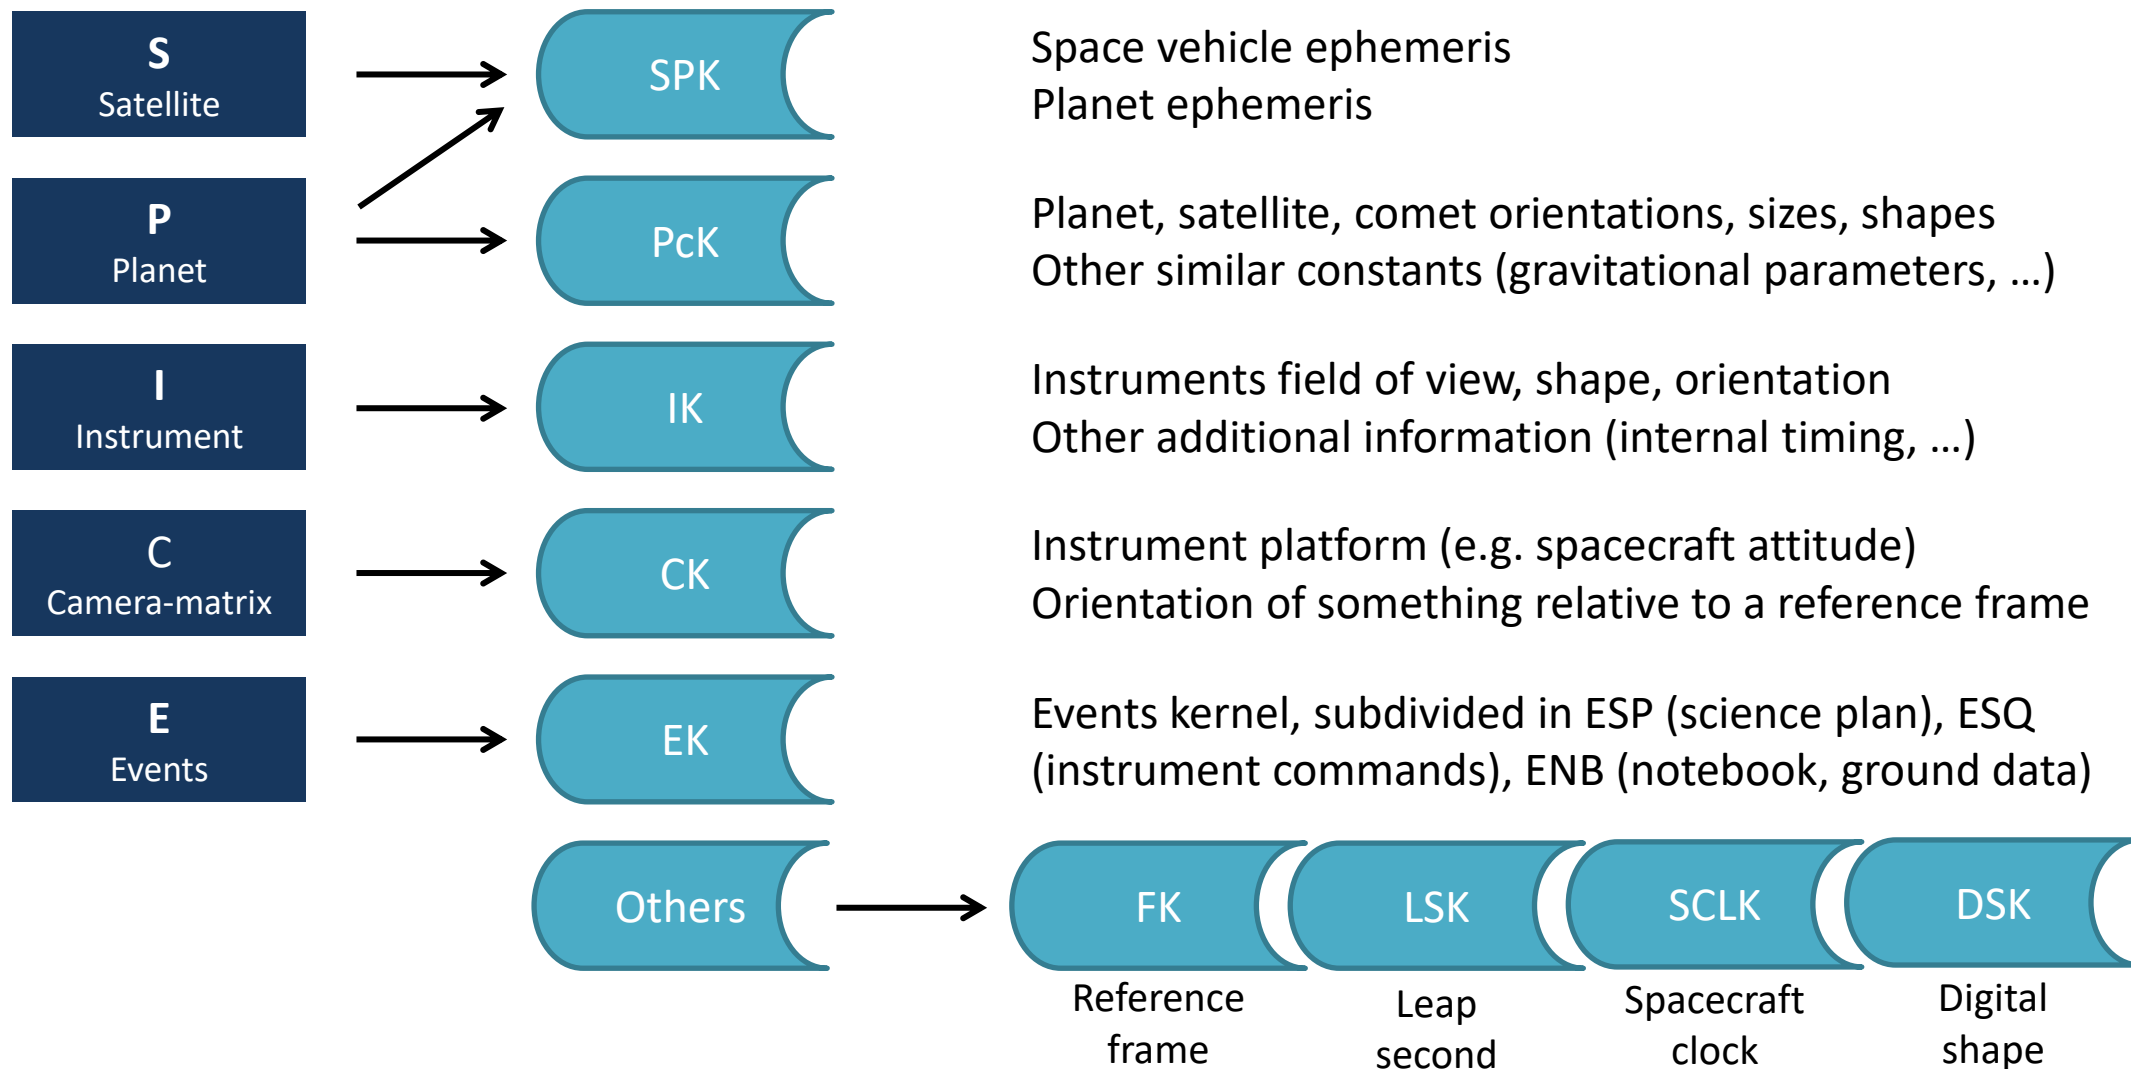 S
Satellite
SPK
Space vehicle ephemeris
Planet ephemeris
P
Planet
PcK
Planet, satellite, comet orientations, sizes, shapes
Other similar constants (gravitational parameters, …)
I
Instrument
IK
Instruments field of view, shape, orientation
Other additional information (internal timing, …)
C
Camera-matrix
CK
Instrument platform (e.g. spacecraft attitude)
Orientation of something relative to a reference frame
E
Events
EK
Events kernel, subdivided in ESP (science plan), ESQ
(instrument commands), ENB (notebook, ground data)
Others
FK
LSK
SCLK
DSK
Reference
frame
Leap
second
Spacecraft
clock
Digital
shape